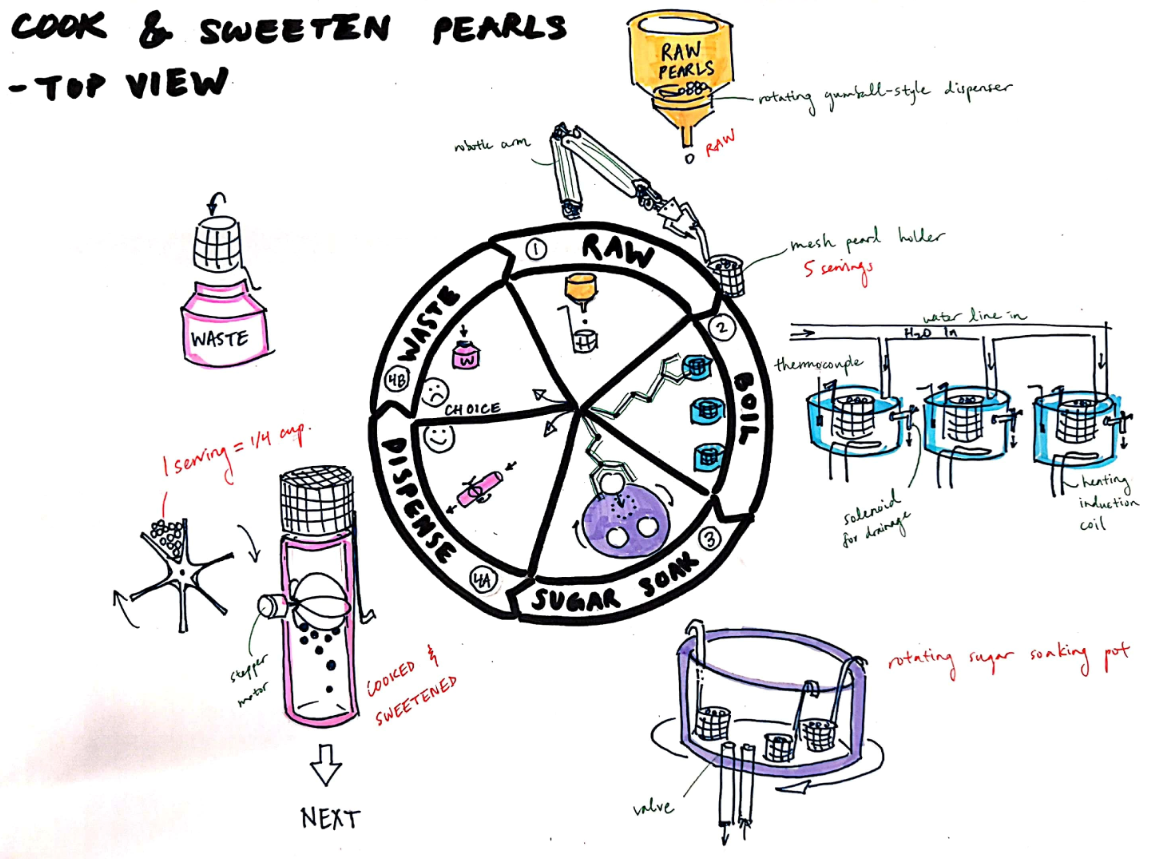 COOK & SWEETEN PEARLS
- TOP VIEW
RAW
PEARLS
rotating gumball-style dispenser
RAW
robotic arm
mesh pearl holder
5 servings
WASTE
1 RAW
2 BOIL
3 SUGAR SOAK
4A DISPENSE
4B WASTE
W
CHOICE
water line in
H₂O In
thermocouple
solenoid
for drainage
heating
induction
coil
1 serving = 1/4 cup.
stepper
motor
COOKED &
SWEETENED
NEXT
rotating sugar soaking pot
valve